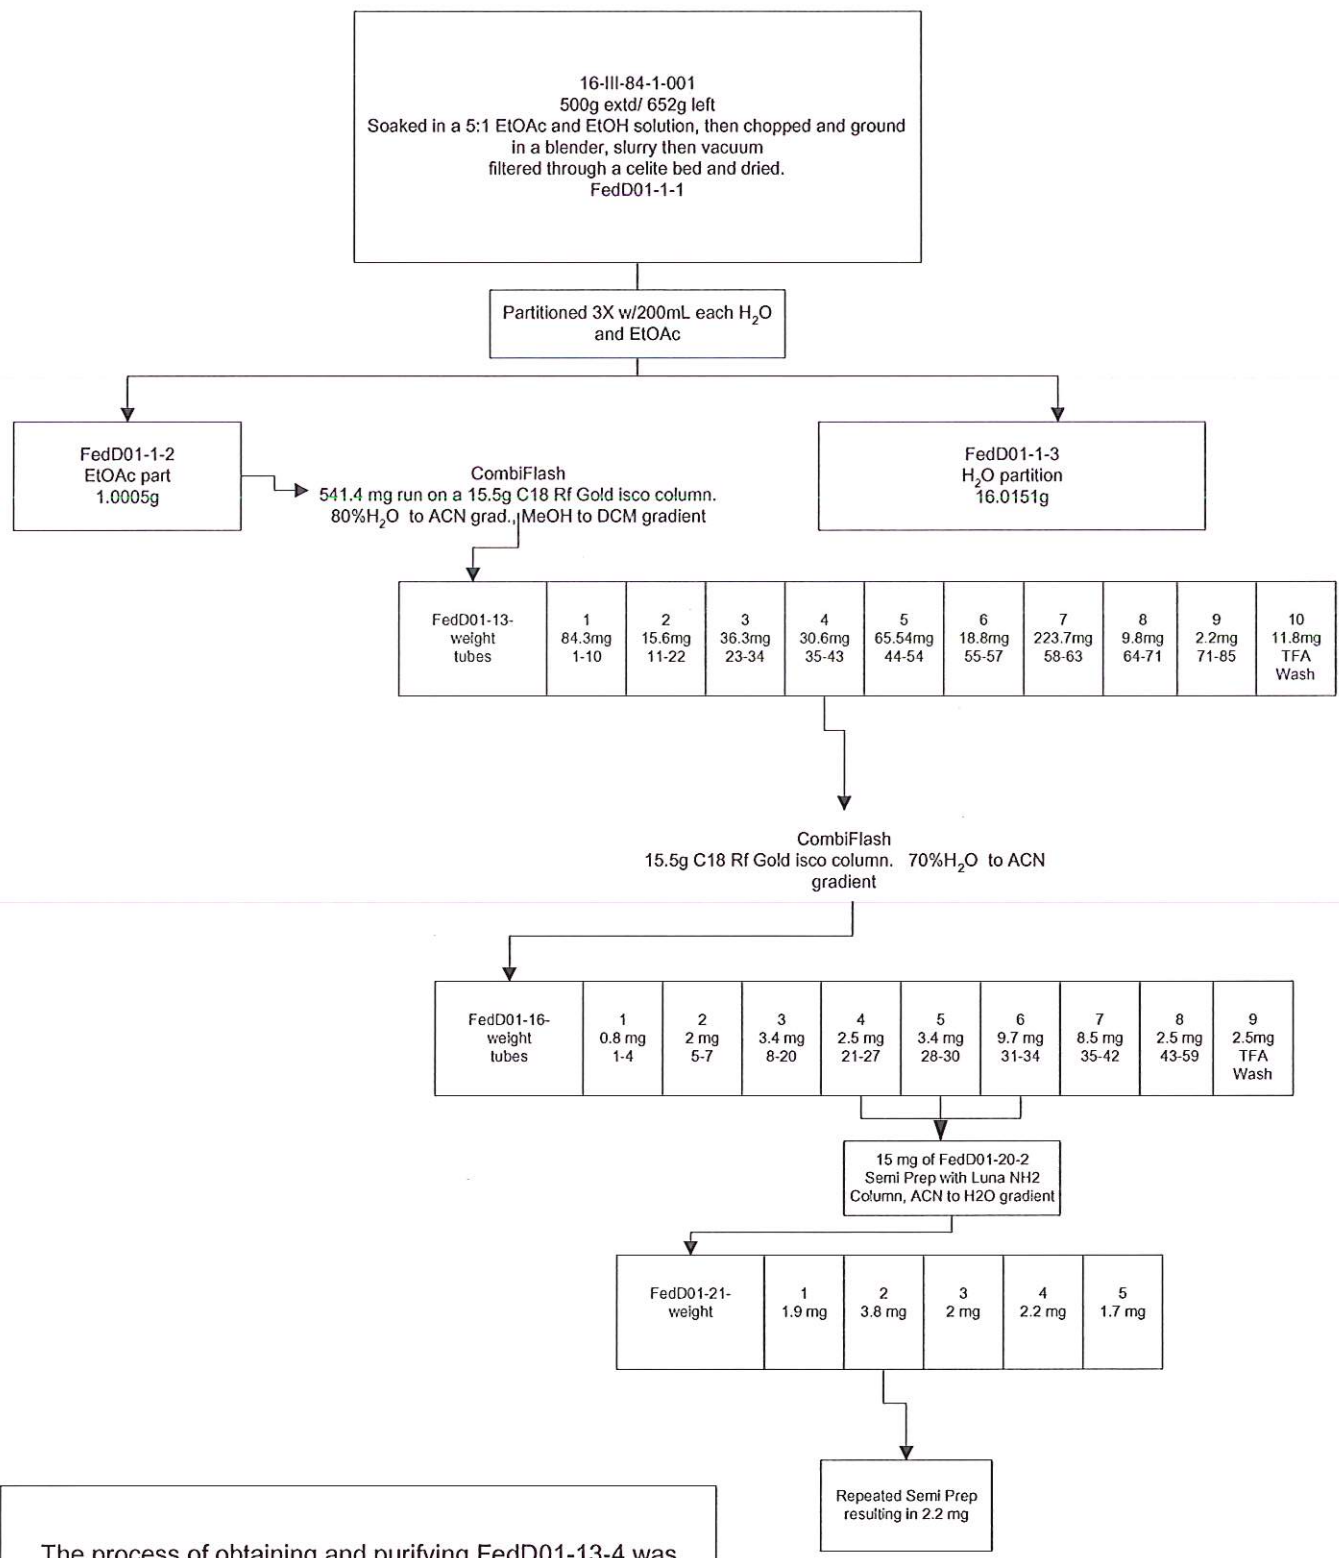 16-III-84-1-001
500g extd/ 652g left
Soaked in a 5:1 EtOAc and EtOH solution, then chopped and ground
in a blender, slurry then vacuum
filtered through a celite bed and dried.
FedD01-1-1
Partitioned 3X w/200mL each H₂O
and EtOAc
FedD01-1-2
EtOAc part
1.0005g
CombiFlash
541.4 mg run on a 15.5g C18 Rf Gold isco column.
80%H₂O to ACN grad., MeOH to DCM gradient
FedD01-1-3
H₂O partition
16.0151g
FedD01-13-
weight
tubes
1
84.3mg
1-10
2
15.6mg
11-22
3
36.3mg
23-34
4
30.6mg
35-43
5
65.54mg
44-54
6
18.8mg
55-57
7
223.7mg
58-63
8
9.8mg
64-71
9
2.2mg
71-85
10
11.8mg
TFA
Wash
CombiFlash
15.5g C18 Rf Gold isco column. 70%H₂O to ACN
gradient
FedD01-16-
weight
tubes
1
0.8 mg
1-4
2
2 mg
5-7
3
3.4 mg
8-20
4
2.5 mg
21-27
5
3.4 mg
28-30
6
9.7 mg
31-34
7
8.5 mg
35-42
8
2.5 mg
43-59
9
2.5mg
TFA
Wash
15 mg of FedD01-20-2
Semi Prep with Luna NH2
Column, ACN to H2O gradient
FedD01-21-
weight
1
1.9 mg
2
3.8 mg
3
2 mg
4
2.2 mg
5
1.7 mg
Repeated Semi Prep
resulting in 2.2 mg
The process of obtaining and purifying FedD01-13-4 was